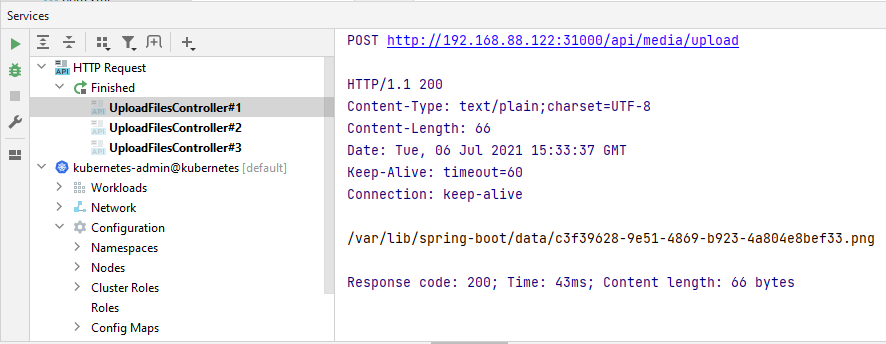 Services
HTTP Request
Finished
UploadFilesController#1
UploadFilesController#2
UploadFilesController#3
kubernetes-admin@kubernetes [default]
Workloads
Network
Configuration
Namespaces
Nodes
Cluster Roles
Roles
Config Maps
POST http://192.168.88.122:31000/api/media/upload
HTTP/1.1 200
Content-Type: text/plain;charset=UTF-8
Content-Length: 66
Date: Tue, 06 Jul 2021 15:33:37 GMT
Keep-Alive: timeout=60
Connection: keep-alive
/var/lib/spring-boot/data/c3f39628-9e51-4869-b923-4a804e8bef33.png
Response code: 200; Time: 43ms; Content length: 66 bytes